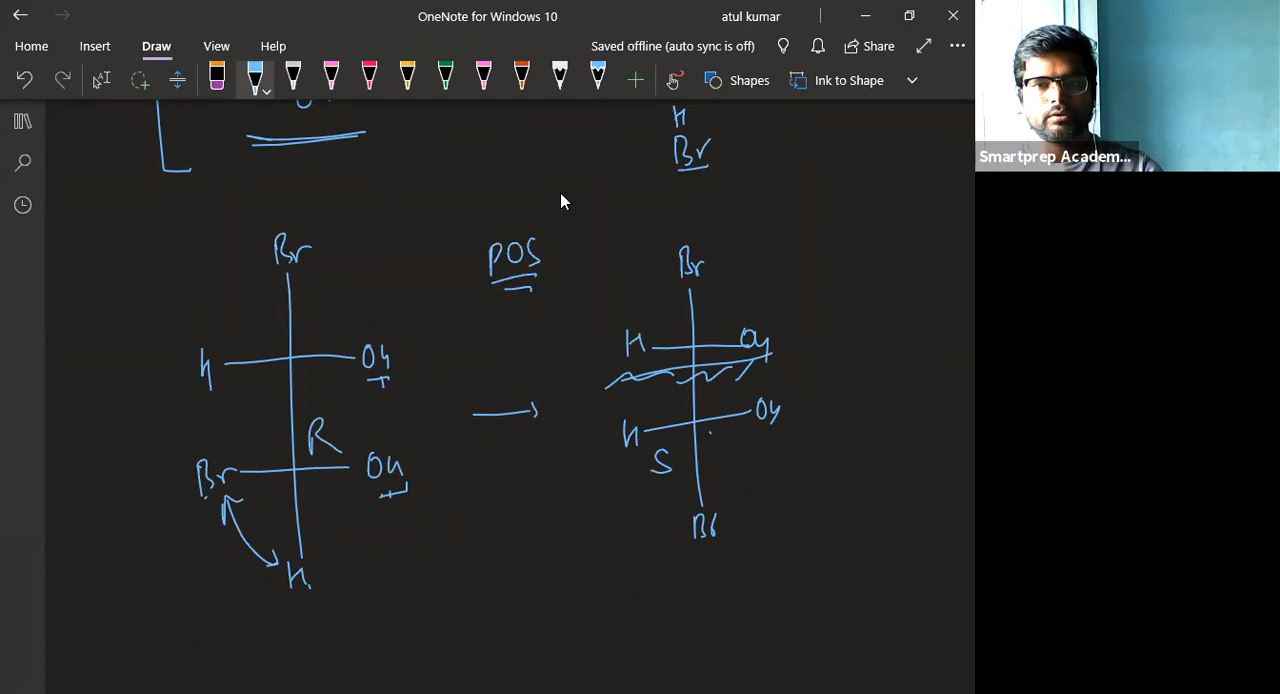 OneNote for Windows 10
atul kumar
Home Insert Draw View Help
Saved offline (auto sync is off)
Share
Shapes
Ink to Shape
Smartprep Academ...
H
Br
Br
POS
Br
H OH
H OH
R
Br OH
H OH
S
Br
H